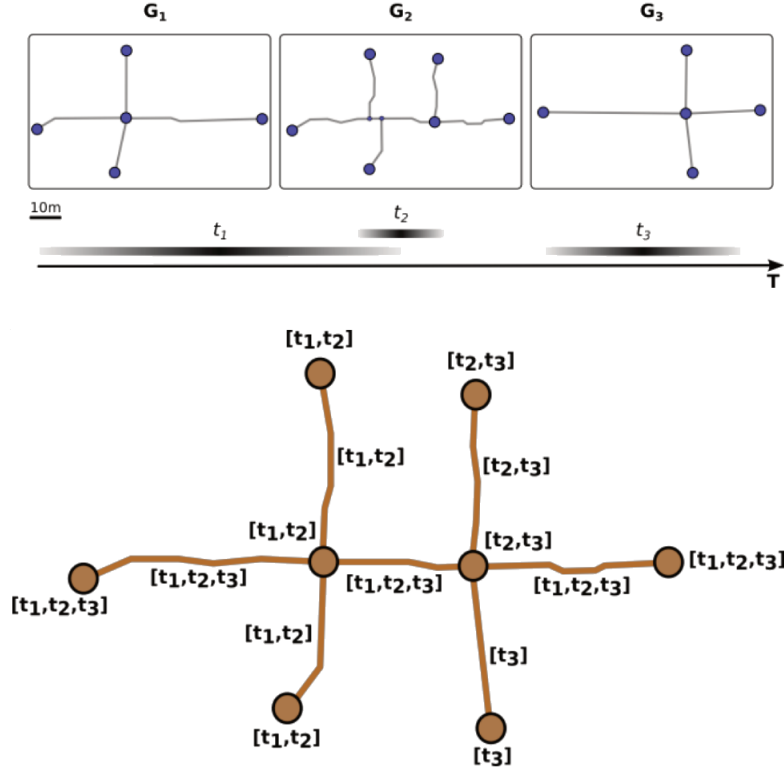 G₁ G₂ G₃
10m
t₁
t₂
t₃
T
[t₁,t₂]
[t₂,t₃]
[t₁,t₂]
[t₂,t₃]
[t₁,t₂]
[t₂,t₃]
[t₁,t₂,t₃]
[t₁,t₂,t₃]
[t₁,t₂,t₃]
[t₁,t₂,t₃]
[t₁,t₂,t₃]
[t₁,t₂]
[t₃]
[t₁,t₂]
[t₃]